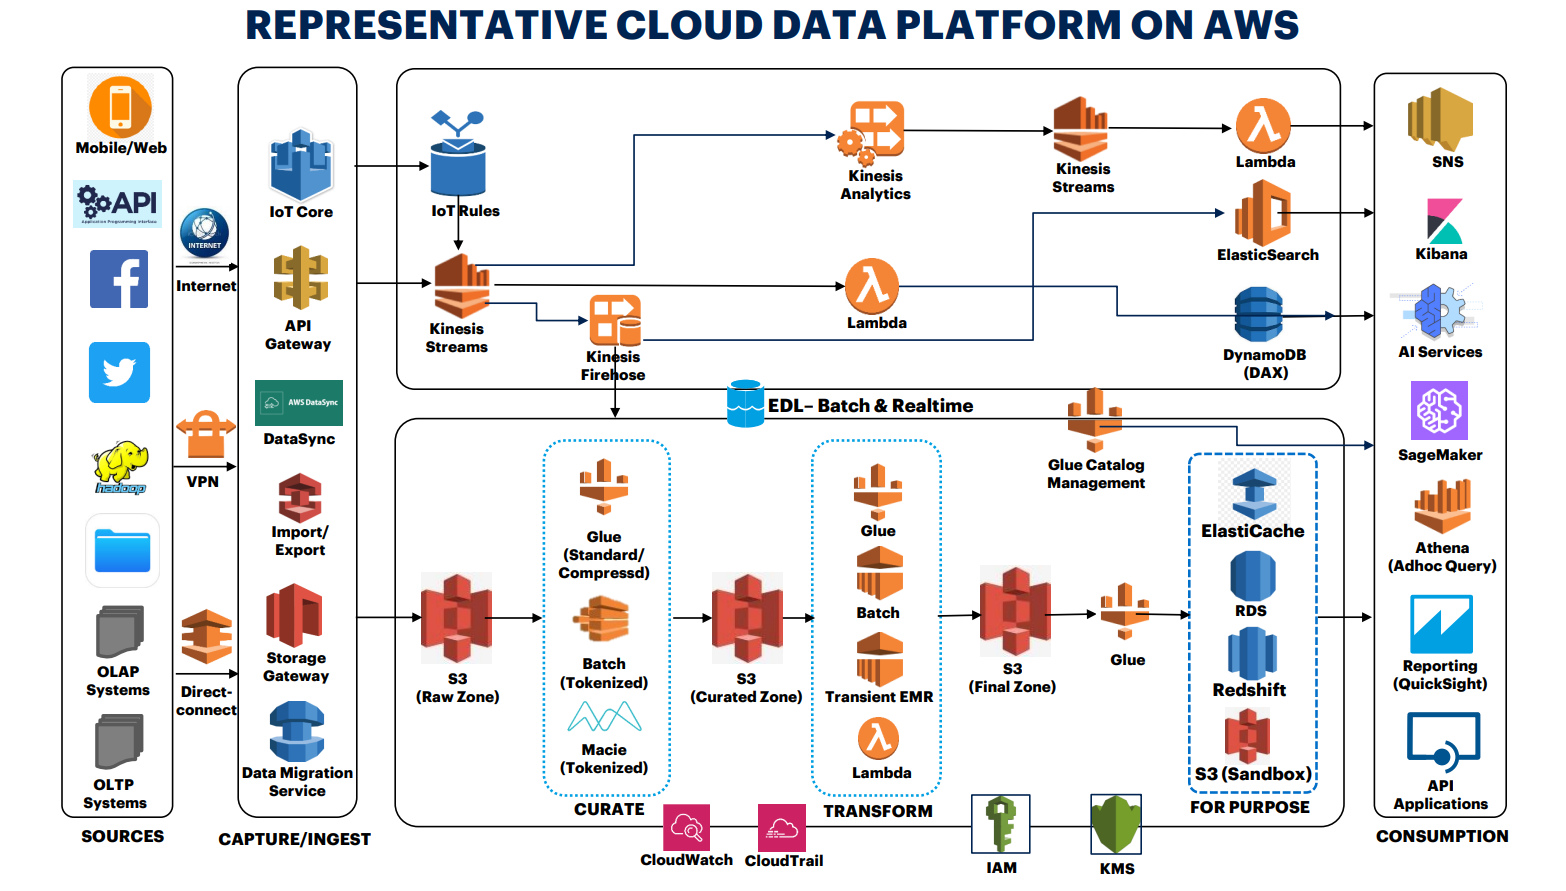 REPRESENTATIVE CLOUD DATA PLATFORM ON AWS
Mobile/Web
API
Application Programming Interface
hadoop
OLAP
Systems
OLTP
Systems
SOURCES
INTERNET
Internet
VPN
Direct-
connect
IoT Core
API
Gateway
AWS DataSync
DataSync
Import/
Export
Storage
Gateway
Data Migration
Service
CAPTURE/INGEST
IoT Rules
Kinesis
Streams
Kinesis
Firehose
Kinesis
Analytics
Lambda
Kinesis
Streams
Lambda
ElasticSearch
DynamoDB
(DAX)
EDL– Batch & Realtime
Glue Catalog
Management
S3
(Raw Zone)
Glue
(Standard/
Compressd)
Batch
(Tokenized)
Macie
(Tokenized)
CURATE
S3
(Curated Zone)
Glue
Batch
Transient EMR
Lambda
TRANSFORM
S3
(Final Zone)
Glue
ElastiCache
RDS
Redshift
S3 (Sandbox)
FOR PURPOSE
CloudWatch
CloudTrail
IAM
KMS
SNS
Kibana
AI Services
SageMaker
Athena
(Adhoc Query)
Reporting
(QuickSight)
API
Applications
CONSUMPTION